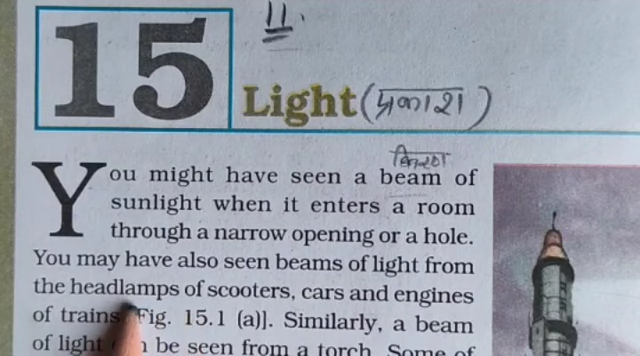 11.
15
Light (प्रकाश)
किरण
You might have seen a beam of
sunlight when it enters a room
through a narrow opening or a hole.
You may have also seen beams of light from
the headlamps of scooters, cars and engines
of trains Fig. 15.1 (a)]. Similarly, a beam
of light be seen from a torch. Some of